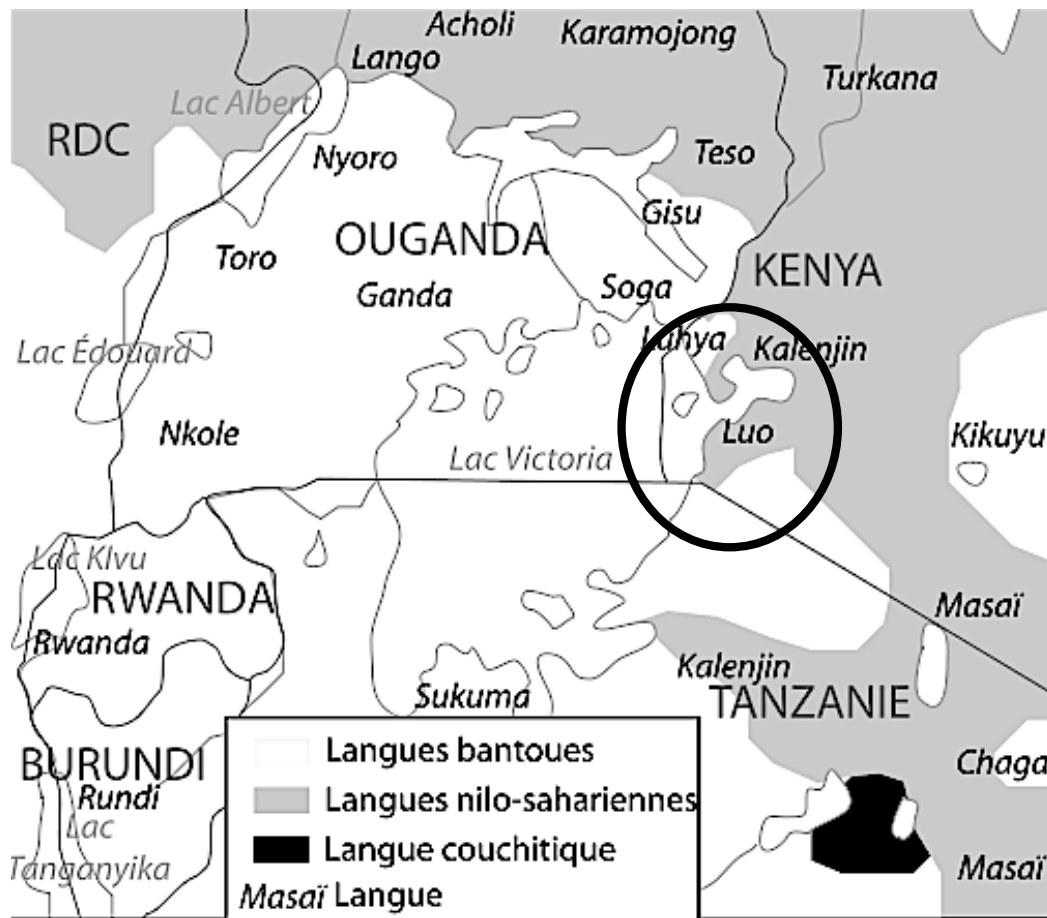 Acholi
Karamojong
Lango
Turkana
Lac Albert
RDC
Nyoro
Teso
Gisu
OUGANDA
Toro
KENYA
Ganda
Soga
Luhya
Kalenjin
Lac Édouard
Nkole
Luo
Kikuyu
Lac Victoria
Lac KIvu
RWANDA
Masaï
Rwanda
Kalenjin
Sukuma
TANZANIE
BURUNDI
Chaga
Rundi
Lac
Tanganyika
Masaï
Langues bantoues
Langues nilo-sahariennes
Langue couchitique
Masaï Langue